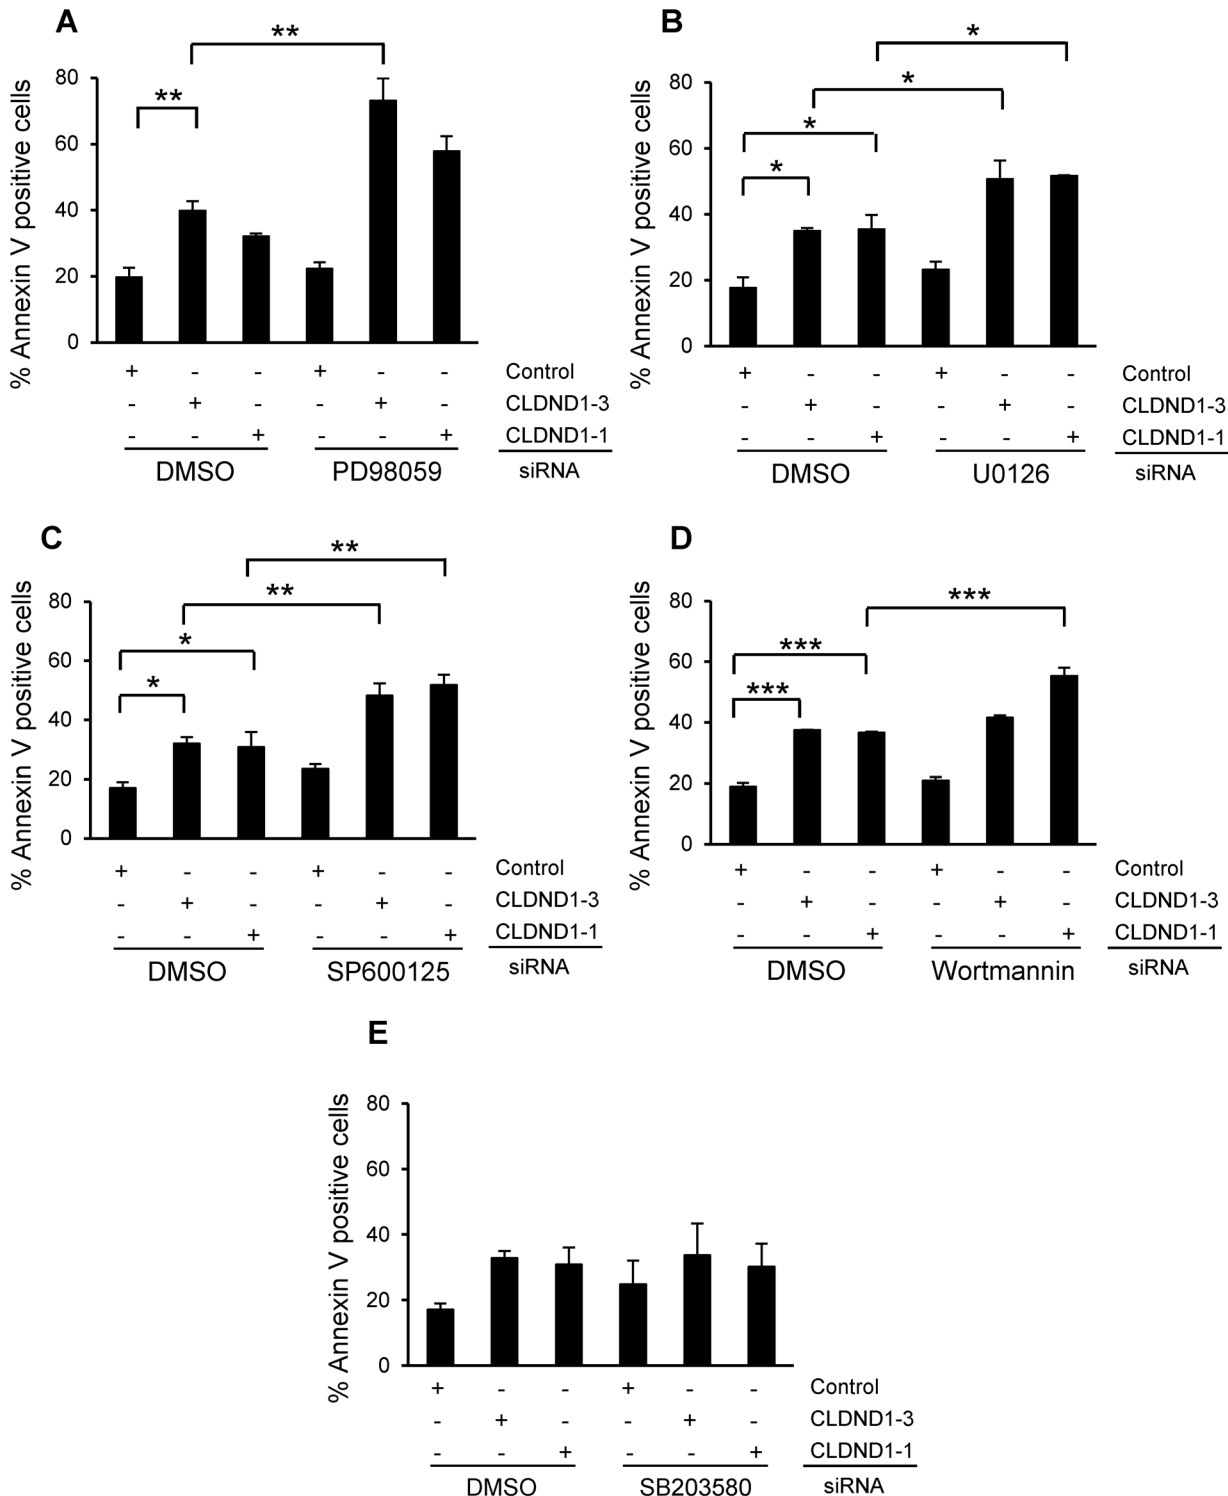 A
**
**
% Annexin V positive cells
80
60
40
20
0
+ - - + - - Control
- + - - + - CLDND1-3
- - + - - + CLDND1-1
DMSO PD98059 siRNA
B
*
*
*
*
% Annexin V positive cells
80
60
40
20
0
+ - - + - - Control
- + - - + - CLDND1-3
- - + - - + CLDND1-1
DMSO U0126 siRNA
C
**
**
*
*
% Annexin V positive cells
80
60
40
20
0
+ - - + - - Control
- + - - + - CLDND1-3
- - + - - + CLDND1-1
DMSO SP600125 siRNA
D
***
***
***
% Annexin V positive cells
80
60
40
20
0
+ - - + - - Control
- + - - + - CLDND1-3
- - + - - + CLDND1-1
DMSO Wortmannin siRNA
E
% Annexin V positive cells
80
60
40
20
0
+ - - + - - Control
- + - - + - CLDND1-3
- - + - - + CLDND1-1
DMSO SB203580 siRNA